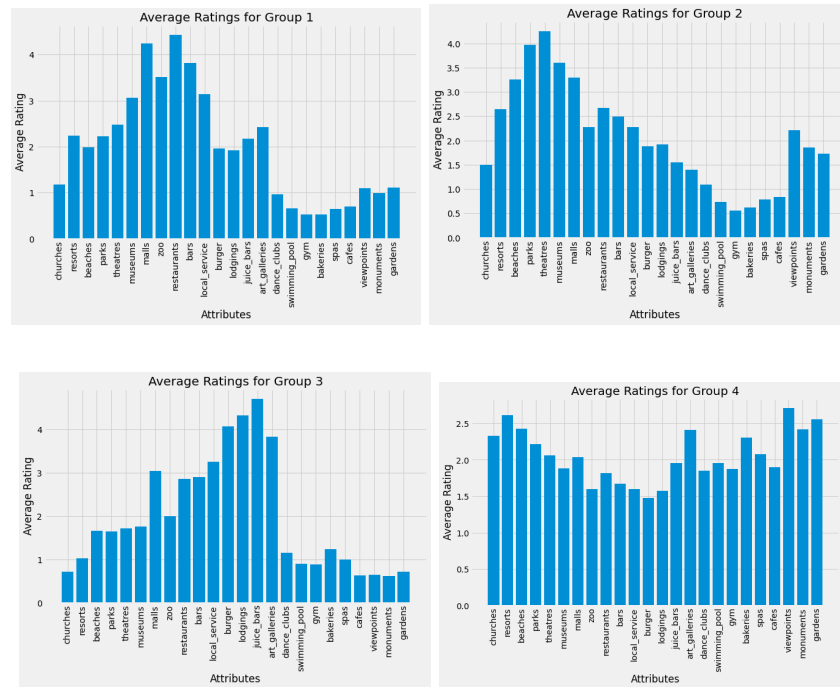 Average Ratings for Group 1
Average Rating
4
3
2
1
0
churches
resorts
beaches
parks
theatres
museums
malls
zoo
restaurants
bars
local_service
burger
lodgings
juice_bars
art_galleries
dance_clubs
swimming_pool
gym
bakeries
spas
cafes
viewpoints
monuments
gardens
Attributes
Average Ratings for Group 2
Average Rating
4.0
3.5
3.0
2.5
2.0
1.5
1.0
0.5
0.0
churches
resorts
beaches
parks
theatres
museums
malls
zoo
restaurants
bars
local_service
burger
lodgings
juice_bars
art_galleries
dance_clubs
swimming_pool
gym
bakeries
spas
cafes
viewpoints
monuments
gardens
Attributes
Average Ratings for Group 3
Average Rating
4
3
2
1
0
churches
resorts
beaches
parks
theatres
museums
malls
zoo
restaurants
bars
local_service
burger
lodgings
juice_bars
art_galleries
dance_clubs
swimming_pool
gym
bakeries
spas
cafes
viewpoints
monuments
gardens
Attributes
Average Ratings for Group 4
Average Rating
2.5
2.0
1.5
1.0
0.5
0.0
churches
resorts
beaches
parks
theatres
museums
malls
zoo
restaurants
bars
local_service
burger
lodgings
juice_bars
art_galleries
dance_clubs
swimming_pool
gym
bakeries
spas
cafes
viewpoints
monuments
gardens
Attributes